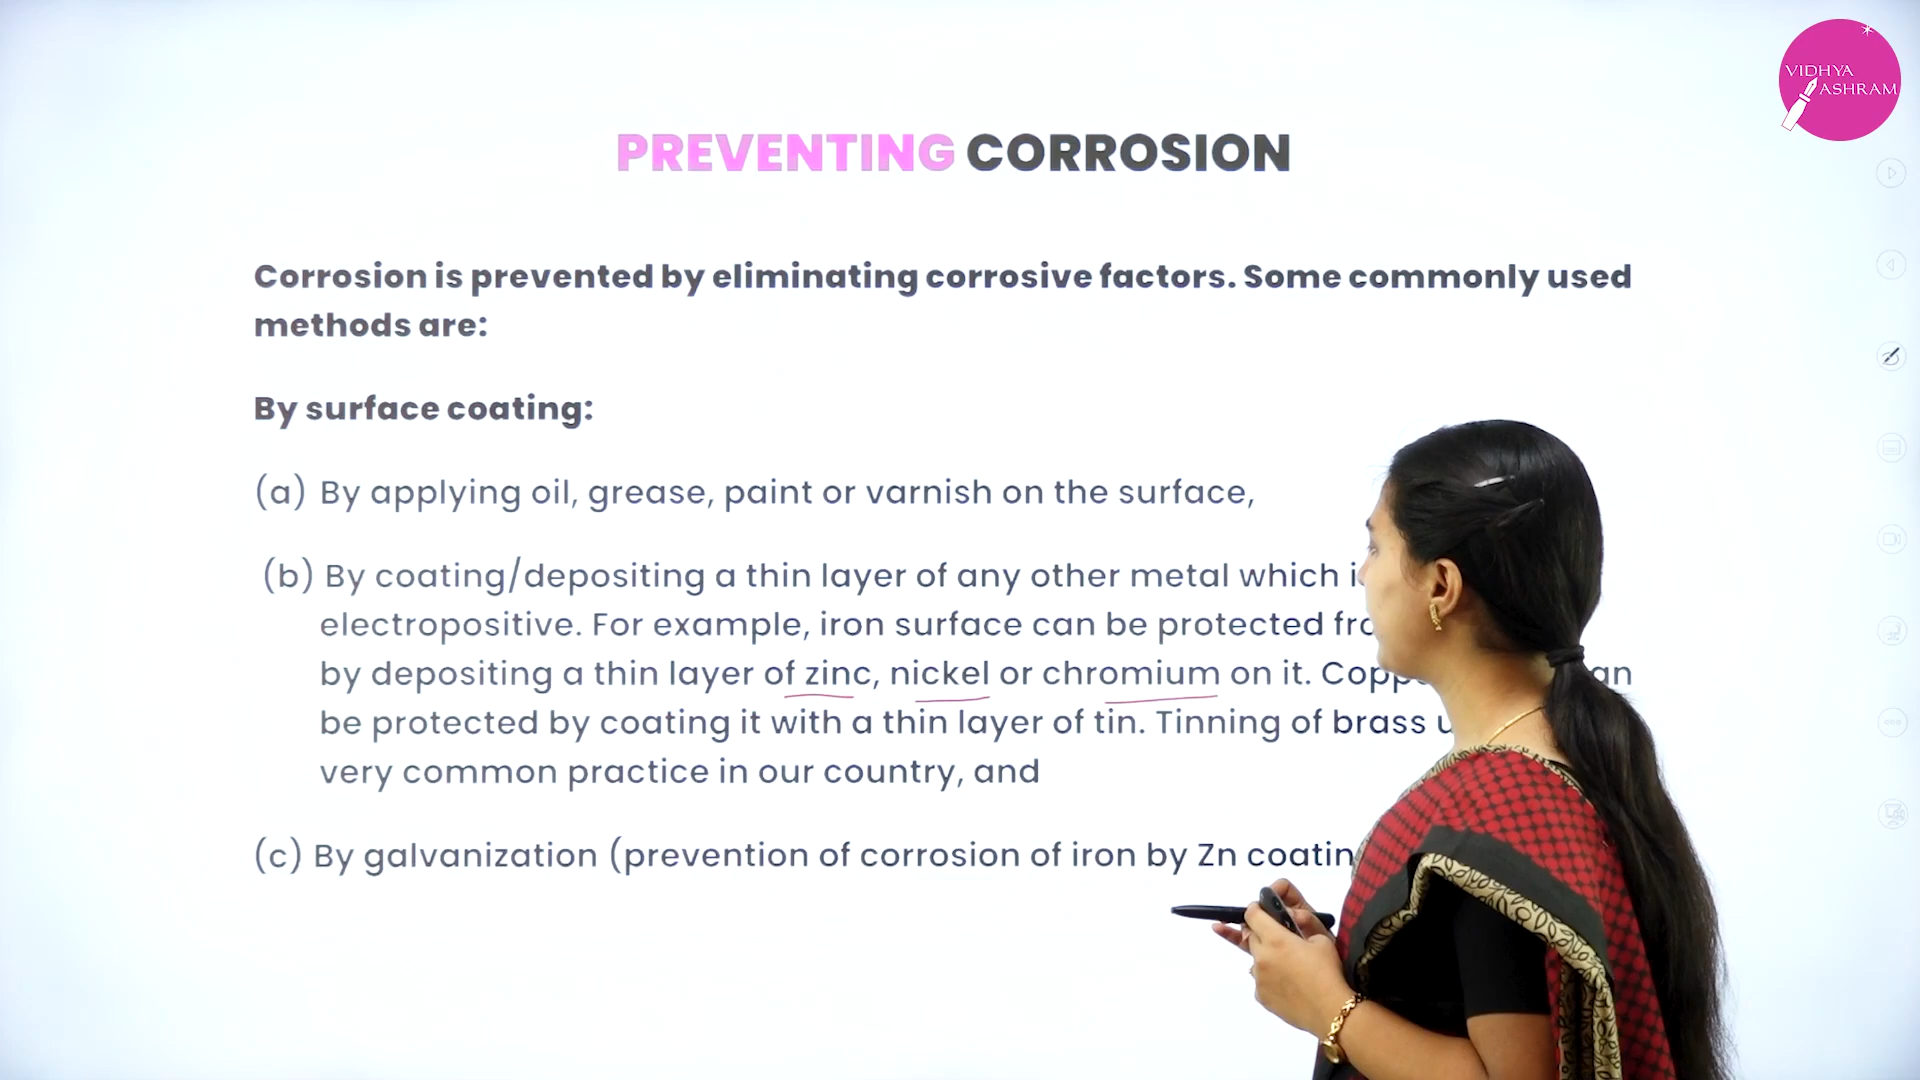 VIDHYA
ASHRAM
PREVENTING CORROSION
Corrosion is prevented by eliminating corrosive factors. Some commonly used
methods are:
By surface coating:
(a) By applying oil, grease, paint or varnish on the surface,
(b) By coating/depositing a thin layer of any other metal which
electropositive. For example, iron surface can be protected
by depositing a thin layer of zinc, nickel or chromium on it.
be protected by coating it with a thin layer of tin. Tinning of brass
very common practice in our country, and
(c) By galvanization (prevention of corrosion of iron by Zn